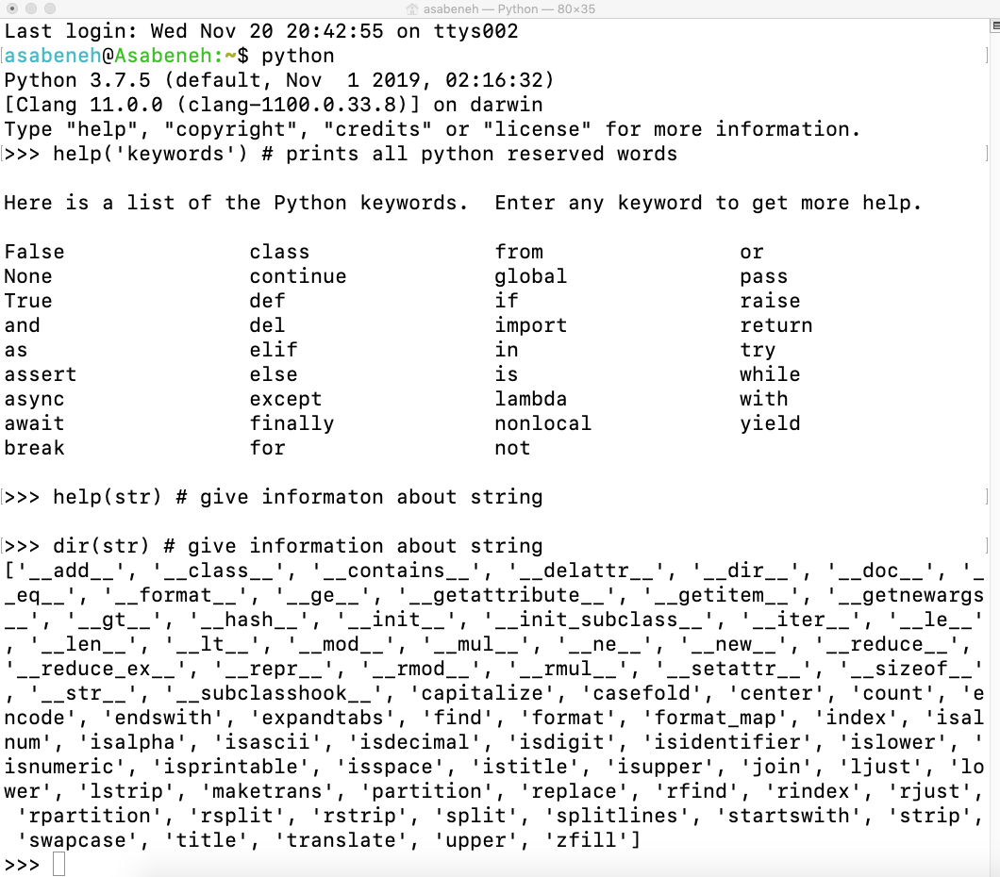 asabeneh — Python — 80×35
Last login: Wed Nov 20 20:42:55 on ttys002
asabeneh@Asabeneh:~$ python
Python 3.7.5 (default, Nov  1 2019, 02:16:32)
[Clang 11.0.0 (clang-1100.0.33.8)] on darwin
Type "help", "copyright", "credits" or "license" for more information.
>>> help('keywords') # prints all python reserved words

Here is a list of the Python keywords.  Enter any keyword to get more help.

False               class               from                or
None                continue            global              pass
True                def                 if                  raise
and                 del                 import              return
as                  elif                in                  try
assert              else                is                  while
async               except              lambda              with
await               finally             nonlocal            yield
break               for                 not

>>> help(str) # give informaton about string

>>> dir(str) # give information about string
['__add__', '__class__', '__contains__', '__delattr__', '__dir__', '__doc__', '_
_eq__', '__format__', '__ge__', '__getattribute__', '__getitem__', '__getnewargs
__', '__gt__', '__hash__', '__init__', '__init_subclass__', '__iter__', '__le__'
, '__len__', '__lt__', '__mod__', '__mul__', '__ne__', '__new__', '__reduce__',
'__reduce_ex__', '__repr__', '__rmod__', '__rmul__', '__setattr__', '__sizeof__'
, '__str__', '__subclasshook__', 'capitalize', 'casefold', 'center', 'count', 'e
ncode', 'endswith', 'expandtabs', 'find', 'format', 'format_map', 'index', 'isal
num', 'isalpha', 'isascii', 'isdecimal', 'isdigit', 'isidentifier', 'islower', '
isnumeric', 'isprintable', 'isspace', 'istitle', 'isupper', 'join', 'ljust', 'lo
wer', 'lstrip', 'maketrans', 'partition', 'replace', 'rfind', 'rindex', 'rjust',
 'rpartition', 'rsplit', 'rstrip', 'split', 'splitlines', 'startswith', 'strip',
 'swapcase', 'title', 'translate', 'upper', 'zfill']
>>>